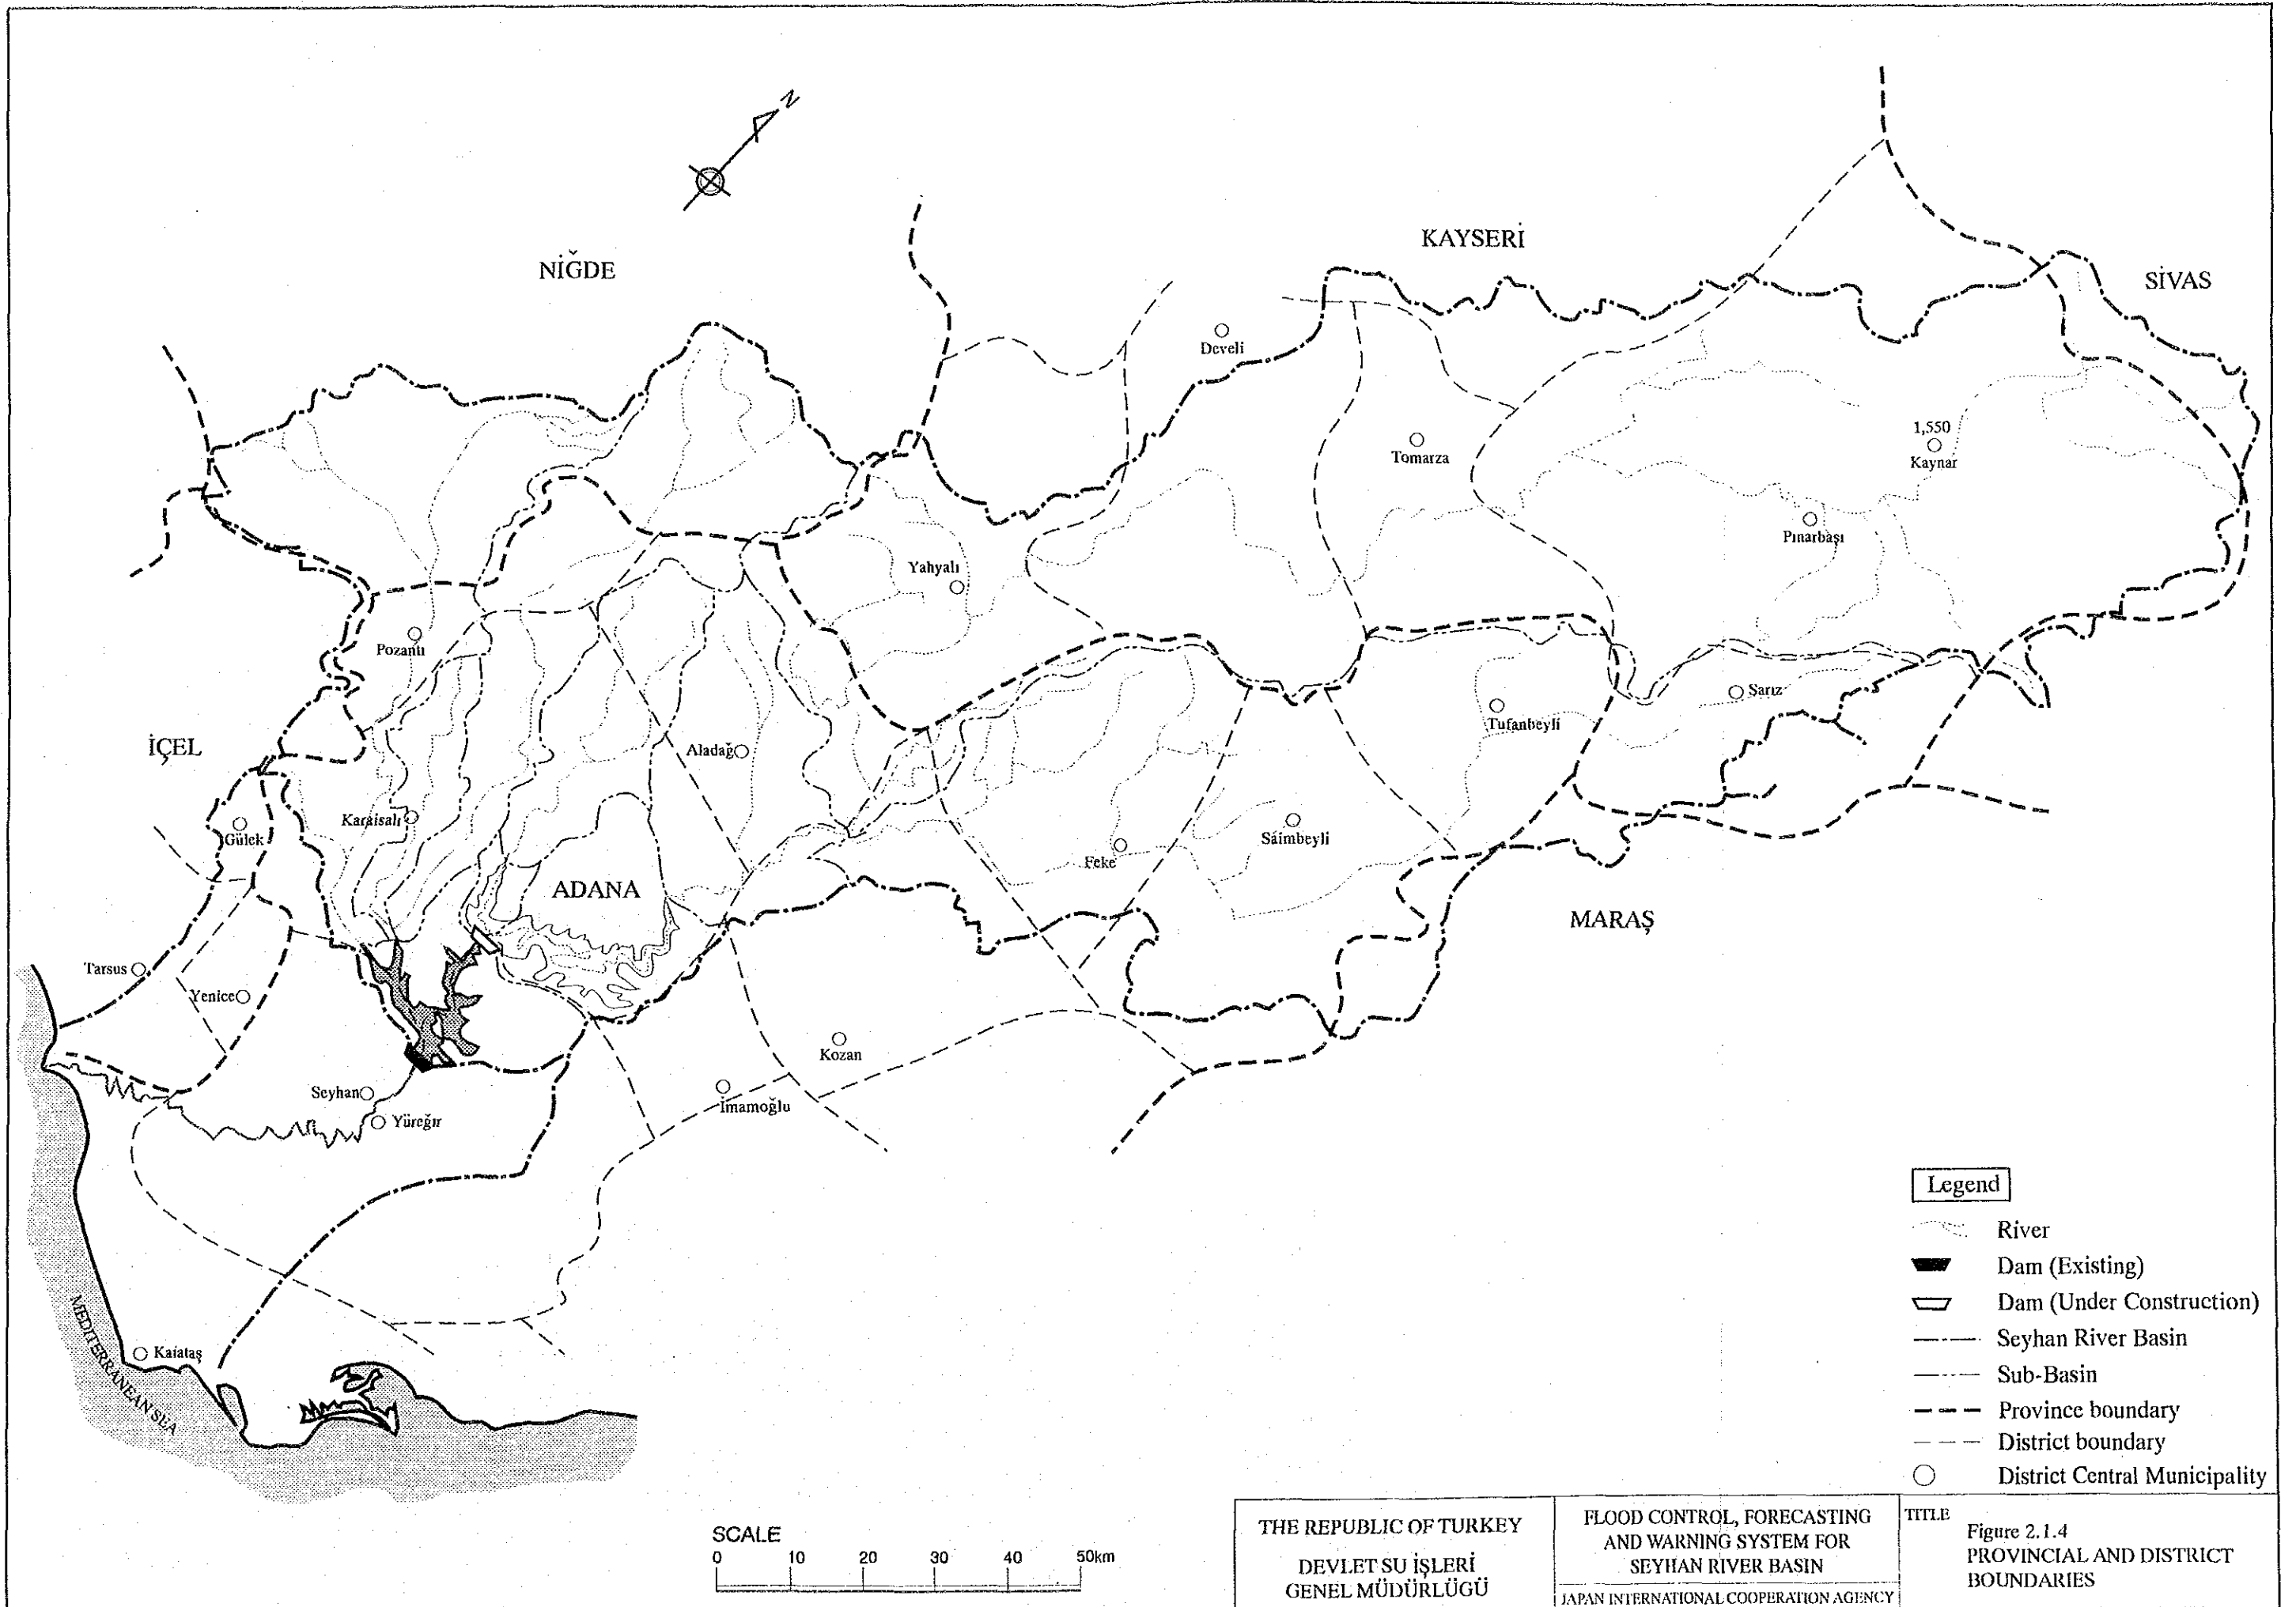 N
NİĞDE
KAYSERİ
SİVAS
Develi
Tomarza
1,550
Kaynar
Pınarbaşı
Yahyalı
Pozantı
Sarız
Tufanbeyli
İÇEL
Aladağ
Karaisalı
Gülek
Saimbeyli
Feke
ADANA
MARAŞ
Tarsus
Yenice
Kozan
Seyhan
İmamoğlu
Yüreğir
MEDITERRANEAN SEA
Kaıataş
Legend
River
Dam (Existing)
Dam (Under Construction)
Seyhan River Basin
Sub-Basin
Province boundary
District boundary
District Central Municipality
SCALE
0 10 20 30 40 50km
THE REPUBLIC OF TURKEY
DEVLET SU İŞLERİ
GENEL MÜDÜRLÜGÜ
FLOOD CONTROL, FORECASTING
AND WARNING SYSTEM FOR
SEYHAN RIVER BASIN
JAPAN INTERNATIONAL COOPERATION AGENCY
TITLE
Figure 2.1.4
PROVINCIAL AND DISTRICT
BOUNDARIES